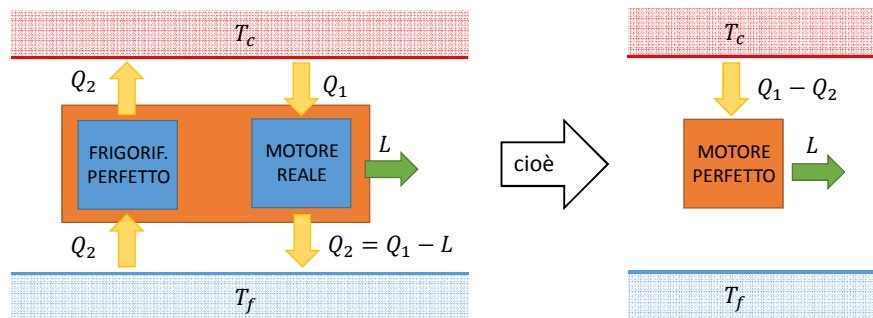 T_c
Q_2
Q_1
FRIGORIF.
PERFETTO
MOTORE
REALE
L
Q_2
Q_2 = Q_1 − L
T_f
cioè
T_c
Q_1 − Q_2
MOTORE
PERFETTO
L
T_f